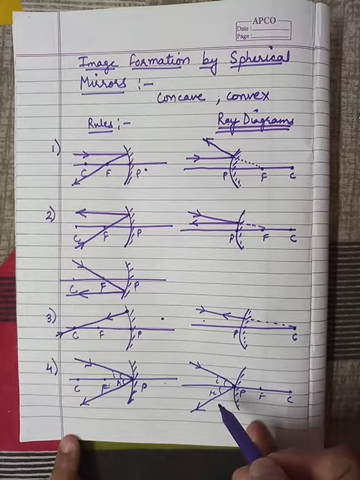 APCO
Date :
Page :
Image Formation by Spherical
Mirrors :-
Concave , Convex
Rules :- Ray Diagrams
1) C F P P F C
2) C F P P F C
C F P
3) C F P P C
4) C F i r P i r P F C